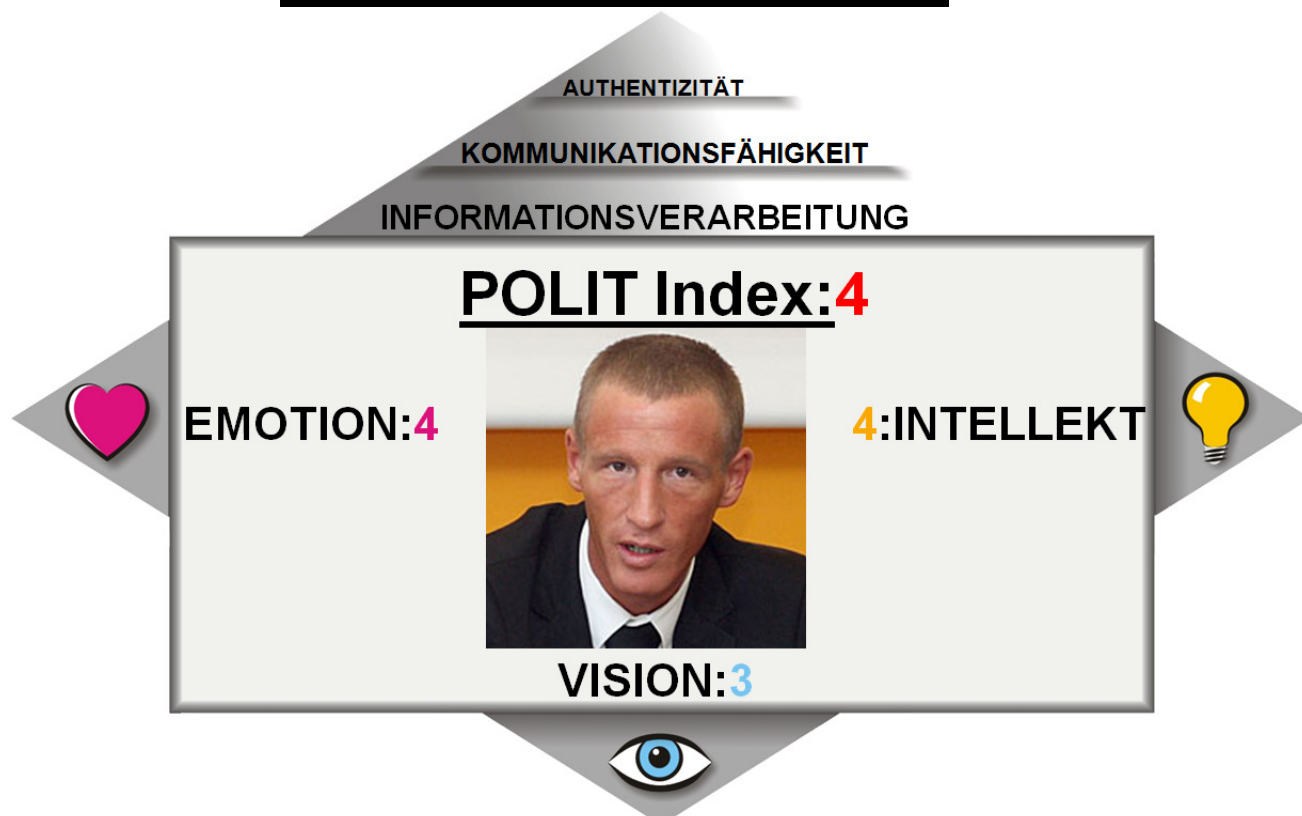 AUTHENTIZITÄT
KOMMUNIKATIONSFÄHIGKEIT
INFORMATIONSVERARBEITUNG
POLIT Index:4
EMOTION:4
4:INTELLEKT
VISION:3